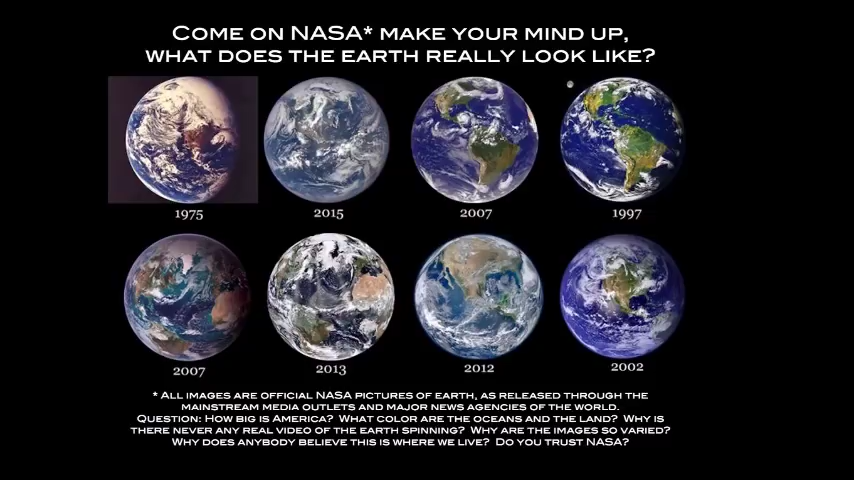 Come on NASA* make your mind up,
what does the earth really look like?
1975
2015
2007
1997
2007
2013
2012
2002
* All images are official NASA pictures of earth, as released through the
mainstream media outlets and major news agencies of the world.
Question: How big is America? What color are the oceans and the land? Why is
there never any real video of the earth spinning? Why are the images so varied?
Why does anybody believe this is where we live? Do you trust NASA?